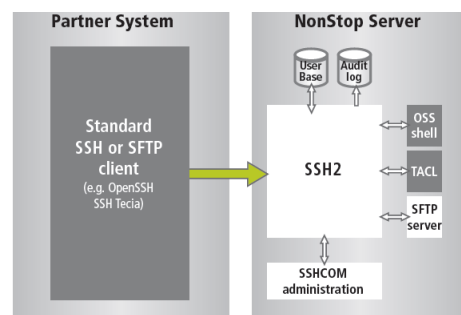 Partner System
Standard
SSH or SFTP
client
(e.g. OpenSSH
SSH Tecia)
NonStop Server
User
Base
Audit
log
SSH2
OSS
shell
TACL
SFTP
server
SSHCOM
administration